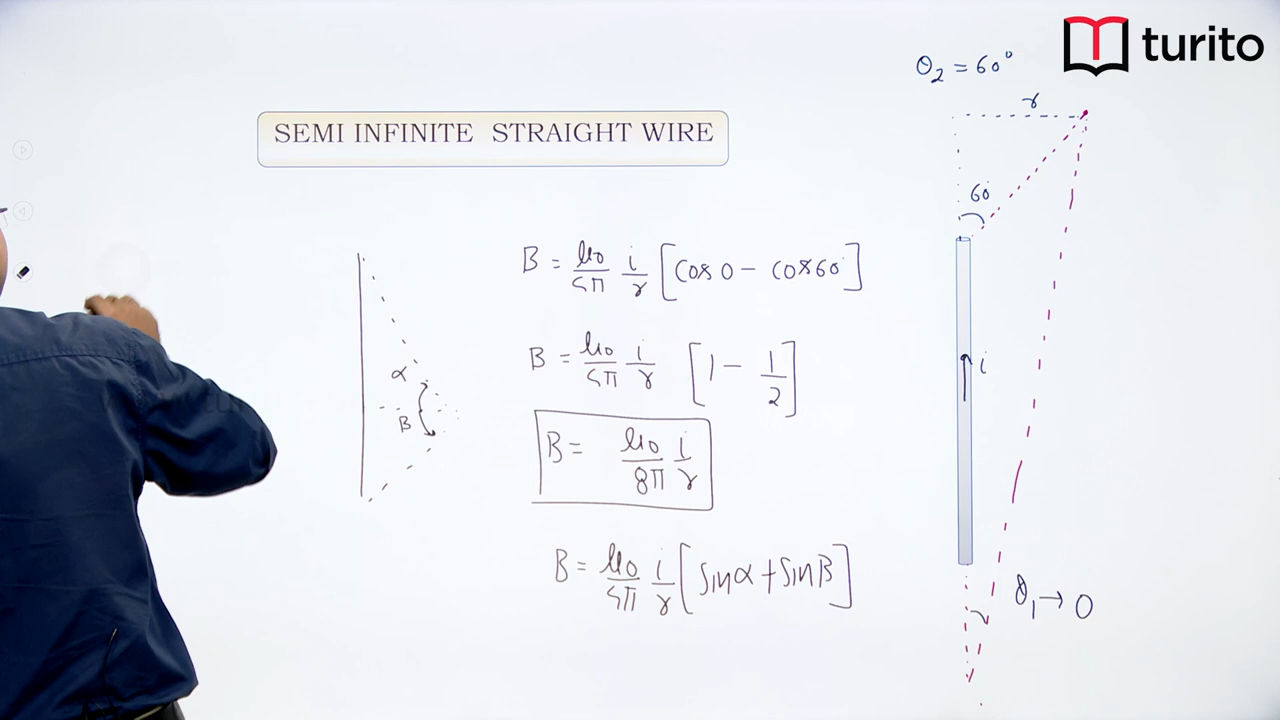 turito
θ₂ = 60°
r
SEMI INFINITE STRAIGHT WIRE
60°
B = μ₀/4π i/r [cos 0 − cos 60°]
B = μ₀/4π i/r [1 − 1/2]
i
α
B
B = μ₀/8π i/r
B = μ₀/4π i/r [sin α + sin B]
θ₁ → 0